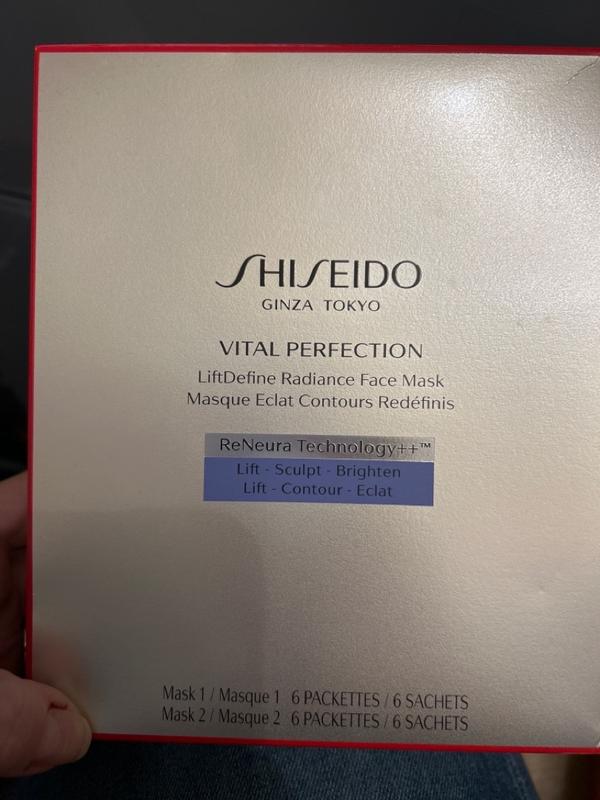 SHISEIDO
GINZA TOKYO
VITAL PERFECTION
LiftDefine Radiance Face Mask
Masque Eclat Contours Redéfinis
ReNeura Technology++™
Lift - Sculpt - Brighten
Lift - Contour - Eclat
Mask 1 / Masque 1 6 PACKETTES / 6 SACHETS
Mask 2 / Masque 2 6 PACKETTES / 6 SACHETS